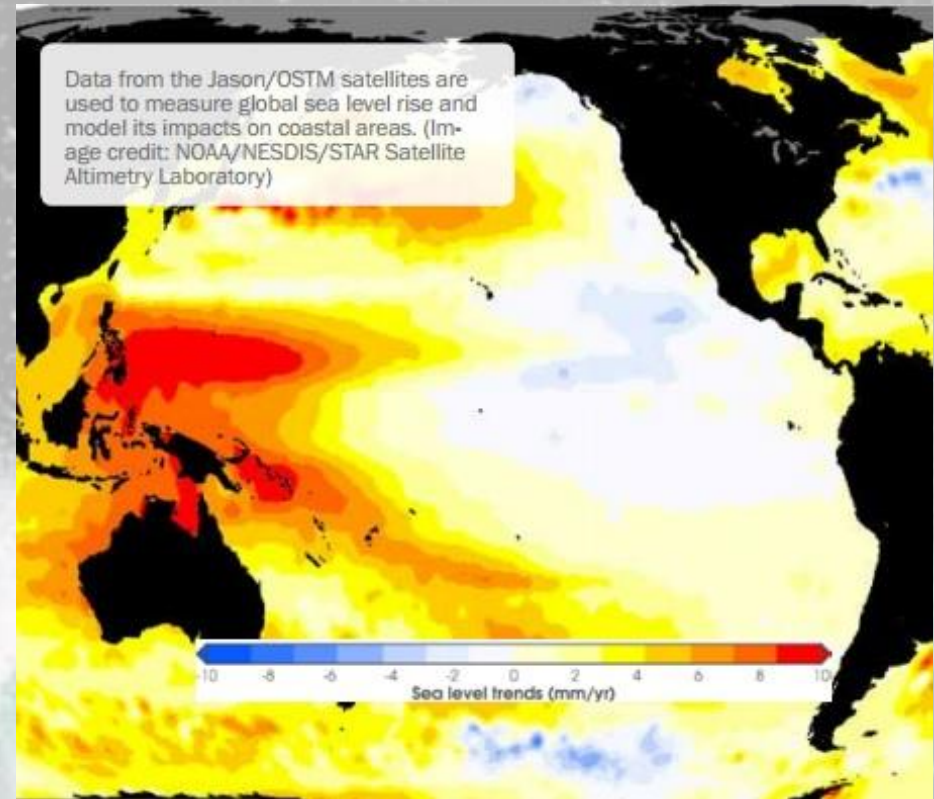 Data from the Jason/OSTM satellites are
used to measure global sea level rise and
model its impacts on coastal areas. (Im-
age credit: NOAA/NESDIS/STAR Satellite
Altimetry Laboratory)
-10 -8 -6 -4 -2 0 2 4 6 8 10
Sea level trends (mm/yr)